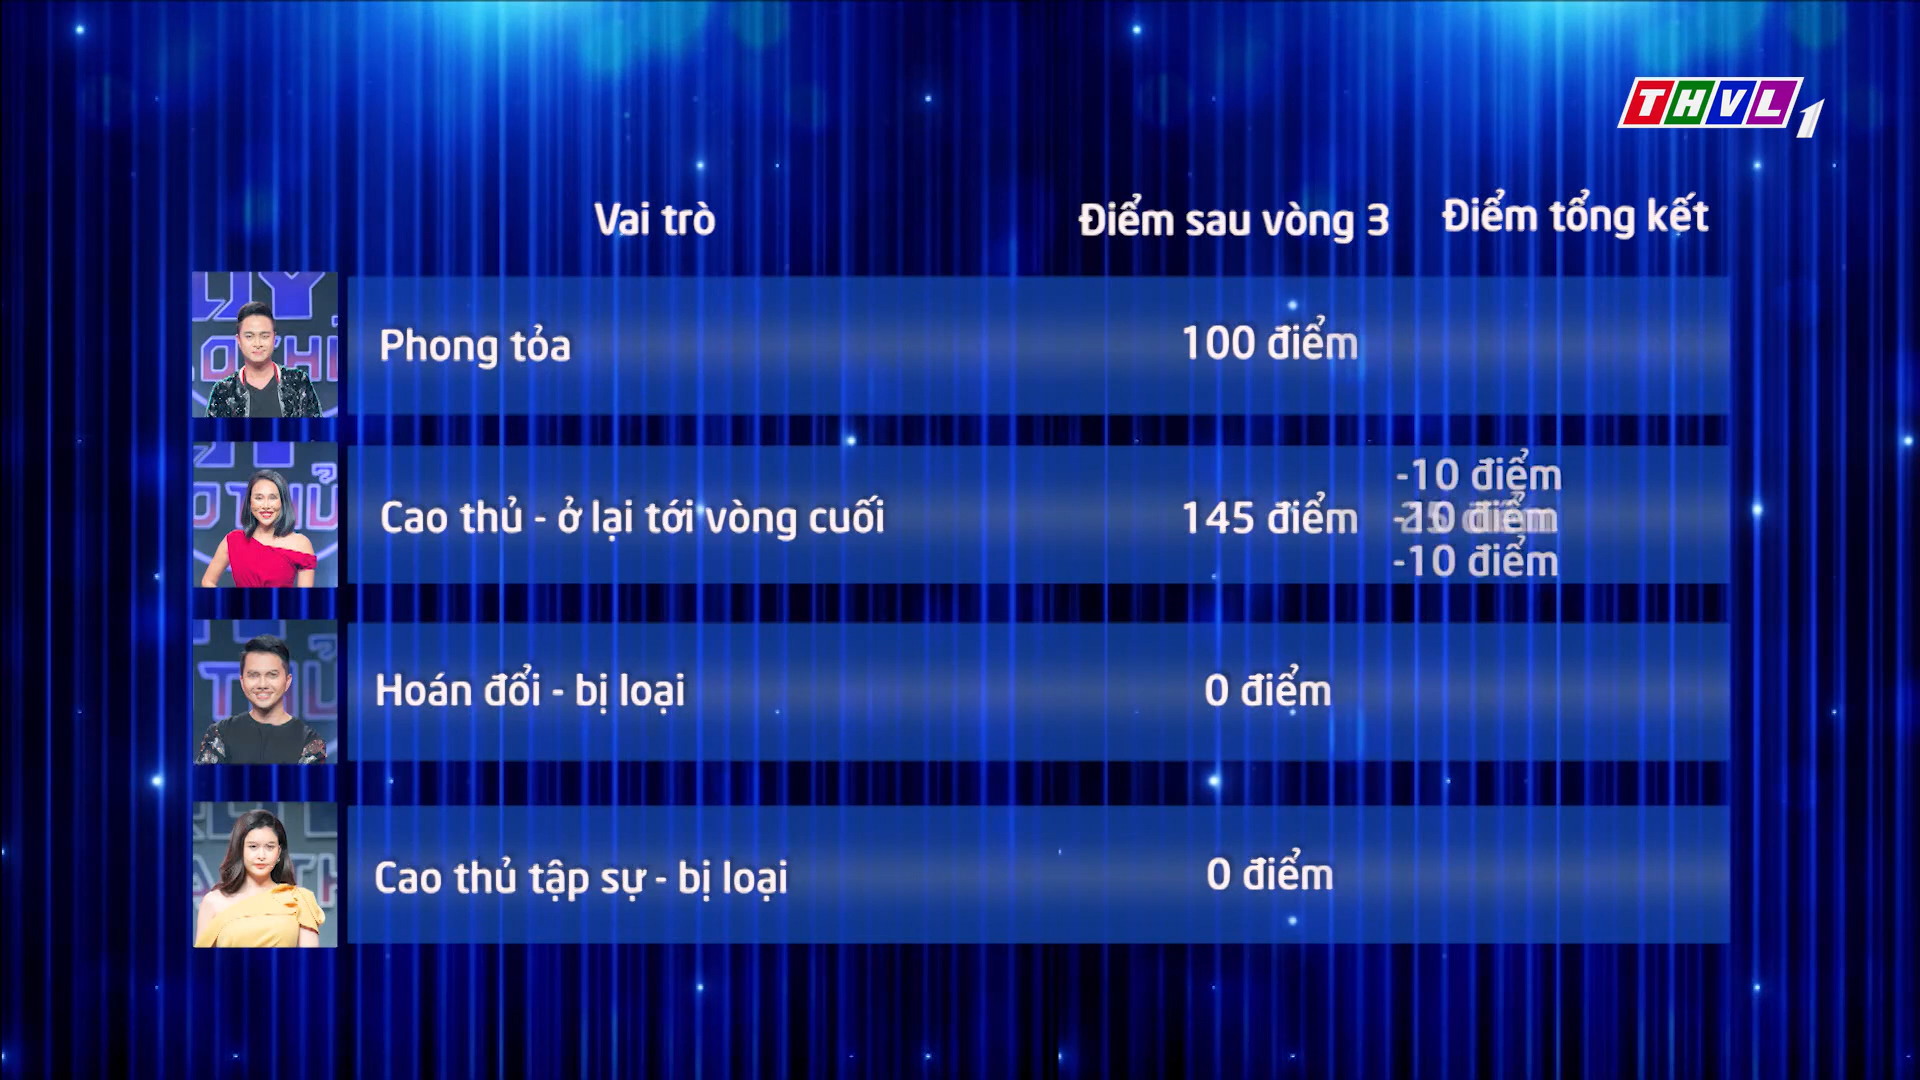 THVL1
Vai trò
Điểm sau vòng 3
Điểm tổng kết
Phong tỏa
100 điểm
Cao thủ - ở lại tới vòng cuối
145 điểm
-10 điểm
-10 điểm
-10 điểm
Hoán đổi - bị loại
0 điểm
Cao thủ tập sự - bị loại
0 điểm